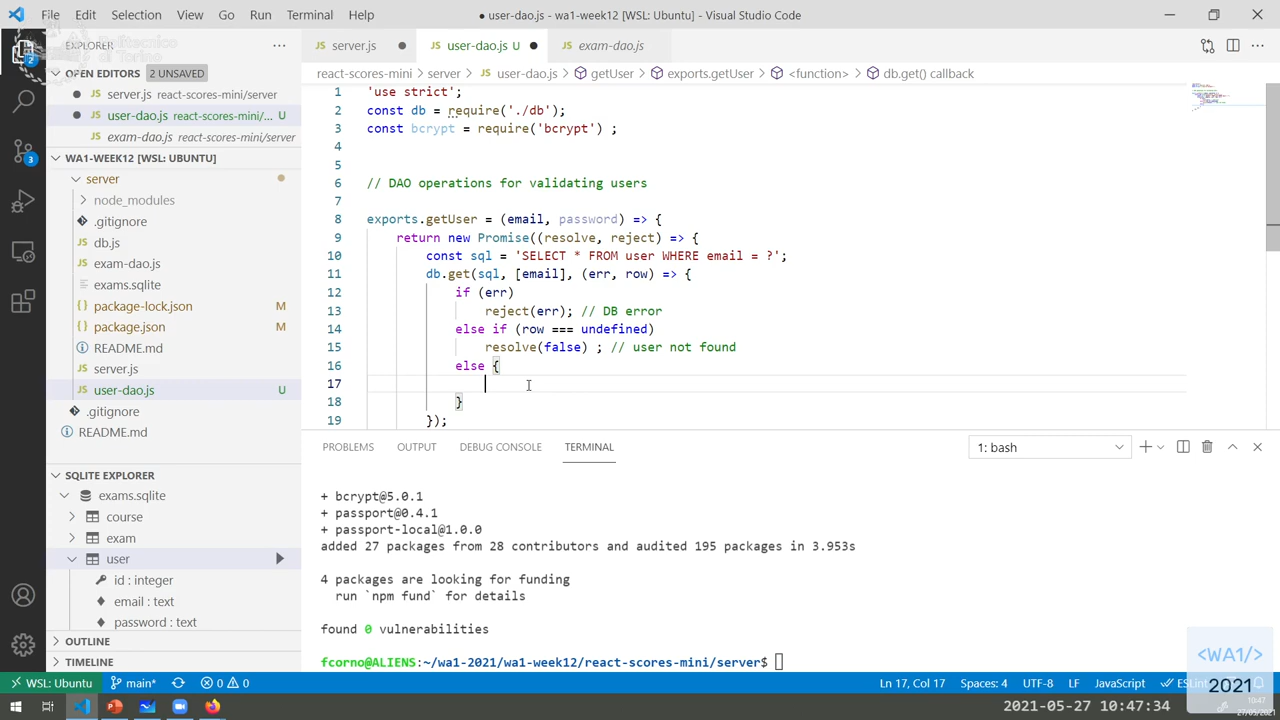 File Edit Selection View Go Run Terminal Help
● user-dao.js - wa1-week12 [WSL: Ubuntu] - Visual Studio Code
EXPLORER
Politecnico
di Torino
JS server.js
JS user-dao.js U
JS exam-dao.js
OPEN EDITORS 2 UNSAVED
react-scores-mini > server > JS user-dao.js > getUser > exports.getUser > <function> > db.get() callback
JS server.js react-scores-mini/server
JS user-dao.js react-scores-mini/... U
JS exam-dao.js react-scores-mini/server
WA1-WEEK12 [WSL: UBUNTU]
2
3
server
node_modules
.gitignore
JS db.js
JS exam-dao.js
exams.sqlite
{} package-lock.json M
{} package.json M
README.md
JS server.js
JS user-dao.js U
.gitignore
README.md
SQLITE EXPLORER
exams.sqlite
course
exam
user
id : integer
email : text
password : text
OUTLINE
TIMELINE
1 'use strict';
2 const db = require('./db');
3 const bcrypt = require('bcrypt') ;
4
5
6 // DAO operations for validating users
7
8 exports.getUser = (email, password) => {
9 return new Promise((resolve, reject) => {
10 const sql = 'SELECT * FROM user WHERE email = ?';
11 db.get(sql, [email], (err, row) => {
12 if (err)
13 reject(err); // DB error
14 else if (row === undefined)
15 resolve(false) ; // user not found
16 else {
17
18 }
19 });
PROBLEMS OUTPUT DEBUG CONSOLE TERMINAL
1: bash
+ bcrypt@5.0.1
+ passport@0.4.1
+ passport-local@1.0.0
added 27 packages from 28 contributors and audited 195 packages in 3.953s
4 packages are looking for funding
run `npm fund` for details
found 0 vulnerabilities
fcorno@ALIENS:~/wa1-2021/wa1-week12/react-scores-mini/server$
<WA1/>
2021
WSL: Ubuntu main* 0 0
Ln 17, Col 17 Spaces: 4 UTF-8 LF JavaScript ESLint
2021-05-27 10:47:34
10:47
27/05/2021